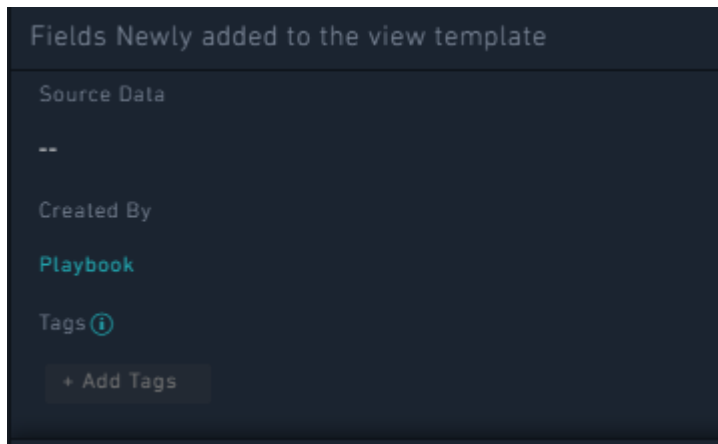 Fields Newly added to the view template
Source Data
--
Created By
Playbook
Tags
+ Add Tags